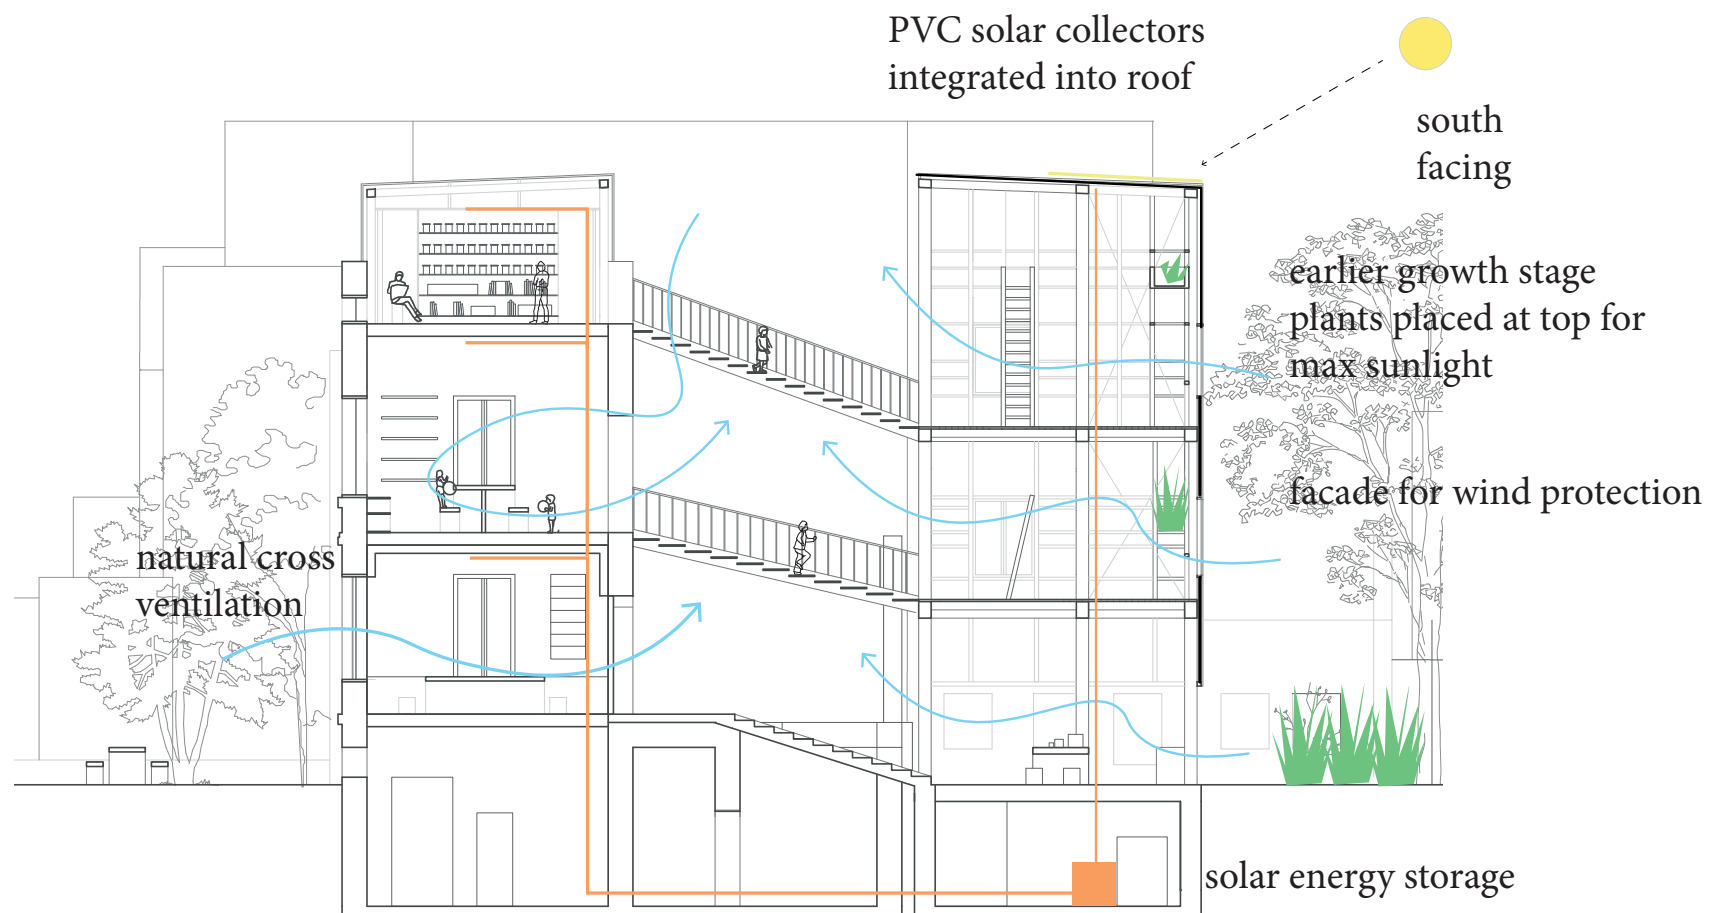 PVC solar collectors
integrated into roof
south
facing
earlier growth stage
plants placed at top for
max sunlight
facade for wind protection
natural cross
ventilation
solar energy storage